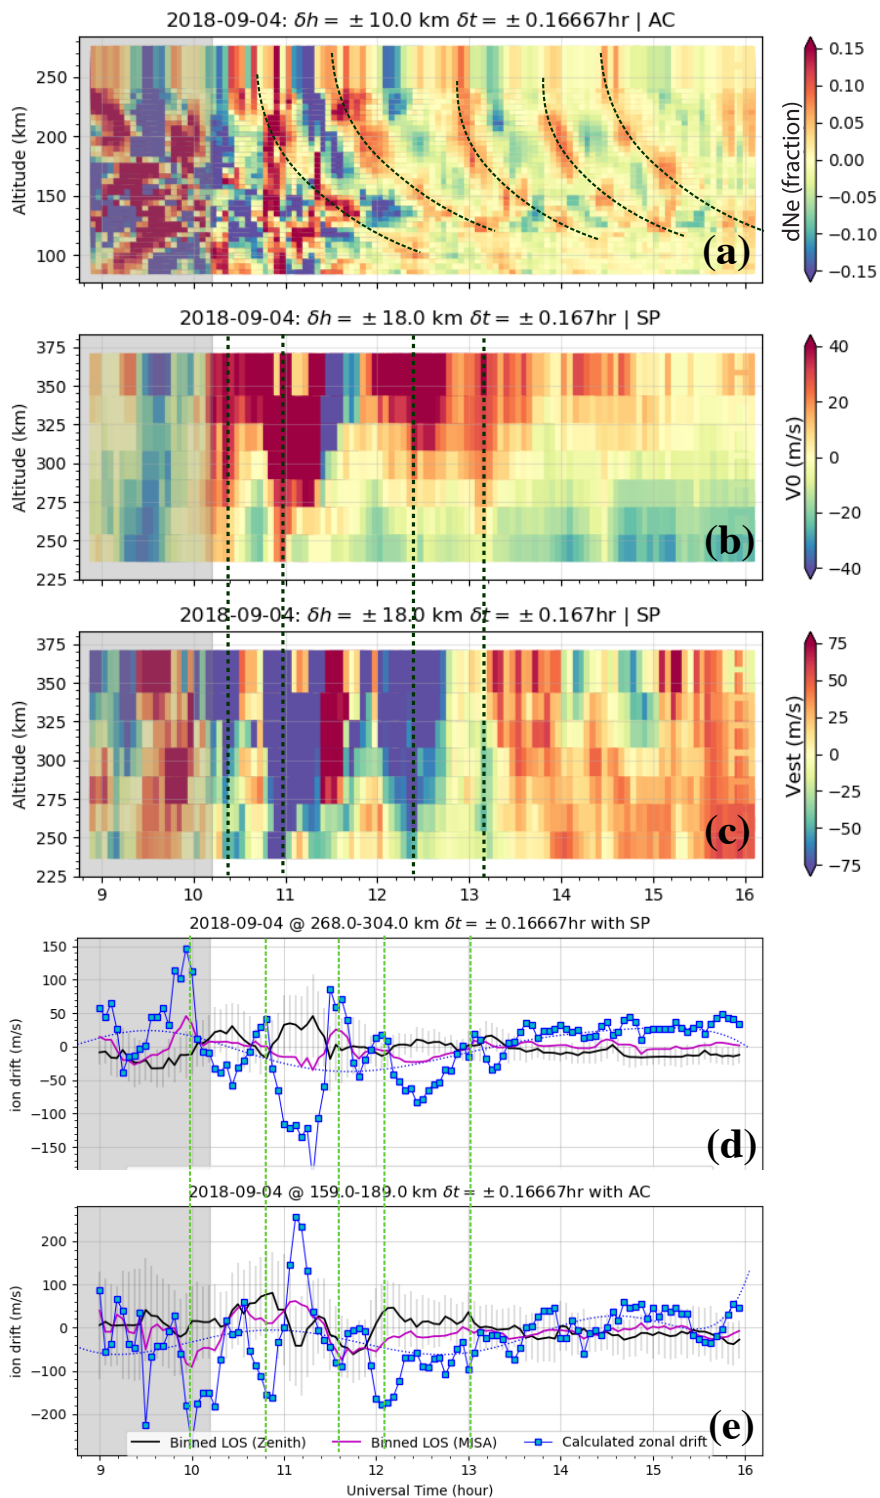 2018-09-04: δh = ±10.0 km δt = ±0.16667hr | AC
250
200
150
100
Altitude (km)
(a)
0.15
0.10
0.05
0.00
−0.05
−0.10
−0.15
dNe (fraction)
2018-09-04: δh = ±18.0 km δt = ±0.167hr | SP
375
350
325
300
275
250
225
Altitude (km)
(b)
40
20
0
−20
−40
V0 (m/s)
2018-09-04: δh = ±18.0 km δt = ±0.167hr | SP
375
350
325
300
275
250
225
Altitude (km)
(c)
75
50
25
0
−25
−50
−75
Vest (m/s)
9 10 11 12 13 14 15 16
2018-09-04 @ 268.0-304.0 km δt = ±0.16667hr with SP
150
100
50
0
−50
−100
−150
ion drift (m/s)
(d)
2018-09-04 @ 159.0-189.0 km δt = ±0.16667hr with AC
200
100
0
−100
−200
ion drift (m/s)
(e)
Binned LOS (Zenith) Binned LOS (MISA) Calculated zonal drift
9 10 11 12 13 14 15 16
Universal Time (hour)